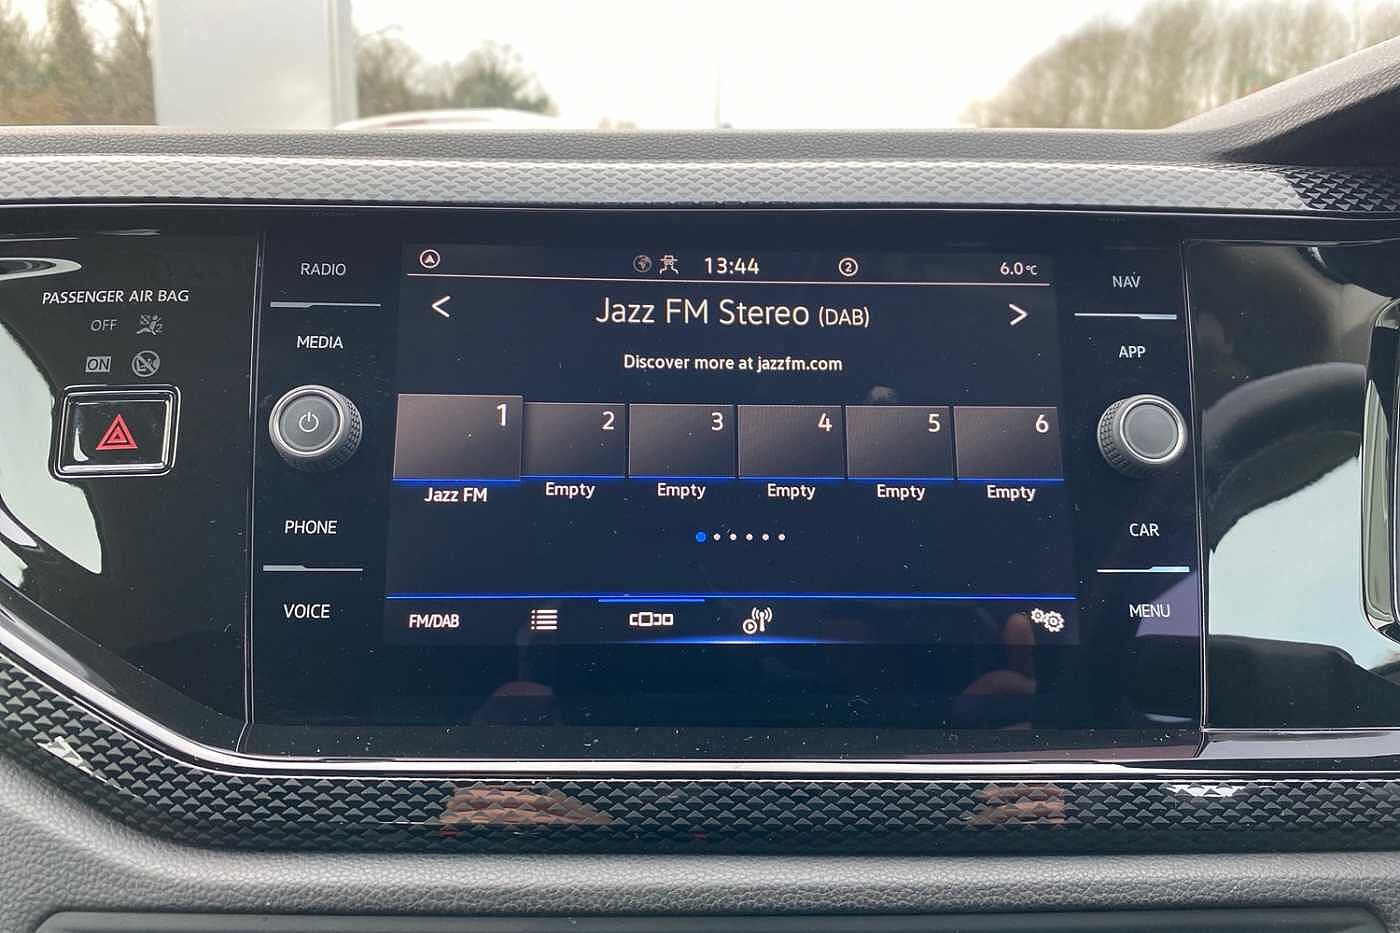 PASSENGER AIR BAG
OFF 2
ON
RADIO
MEDIA
PHONE
VOICE
13:44 2 6.0°C
< Jazz FM Stereo (DAB) >
Discover more at jazzfm.com
1 2 3 4 5 6
Jazz FM Empty Empty Empty Empty Empty
FM/DAB
NAV
APP
CAR
MENU